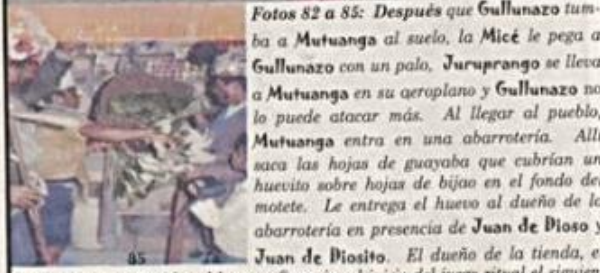 Fotos 82 a 85: Después que Gullunazo tum-
ba a Mutuanga al suelo, la Micé le pega a
Gullunazo con un palo, Juruprango se lleva
a Mutuanga en su aeroplano y Gullunazo no
lo puede atacar más. Al llegar al pueblo,
Mutuanga entra en una abarrotería. Allí
saca las hojas de guayaba que cubrían un
huevito sobre hojas de bijao en el fondo del
motete. Le entrega el huevo al dueño de la
abarrotería en presencia de Juan de Dioso y
Juan de Diosito. El dueño de la tienda, e
85